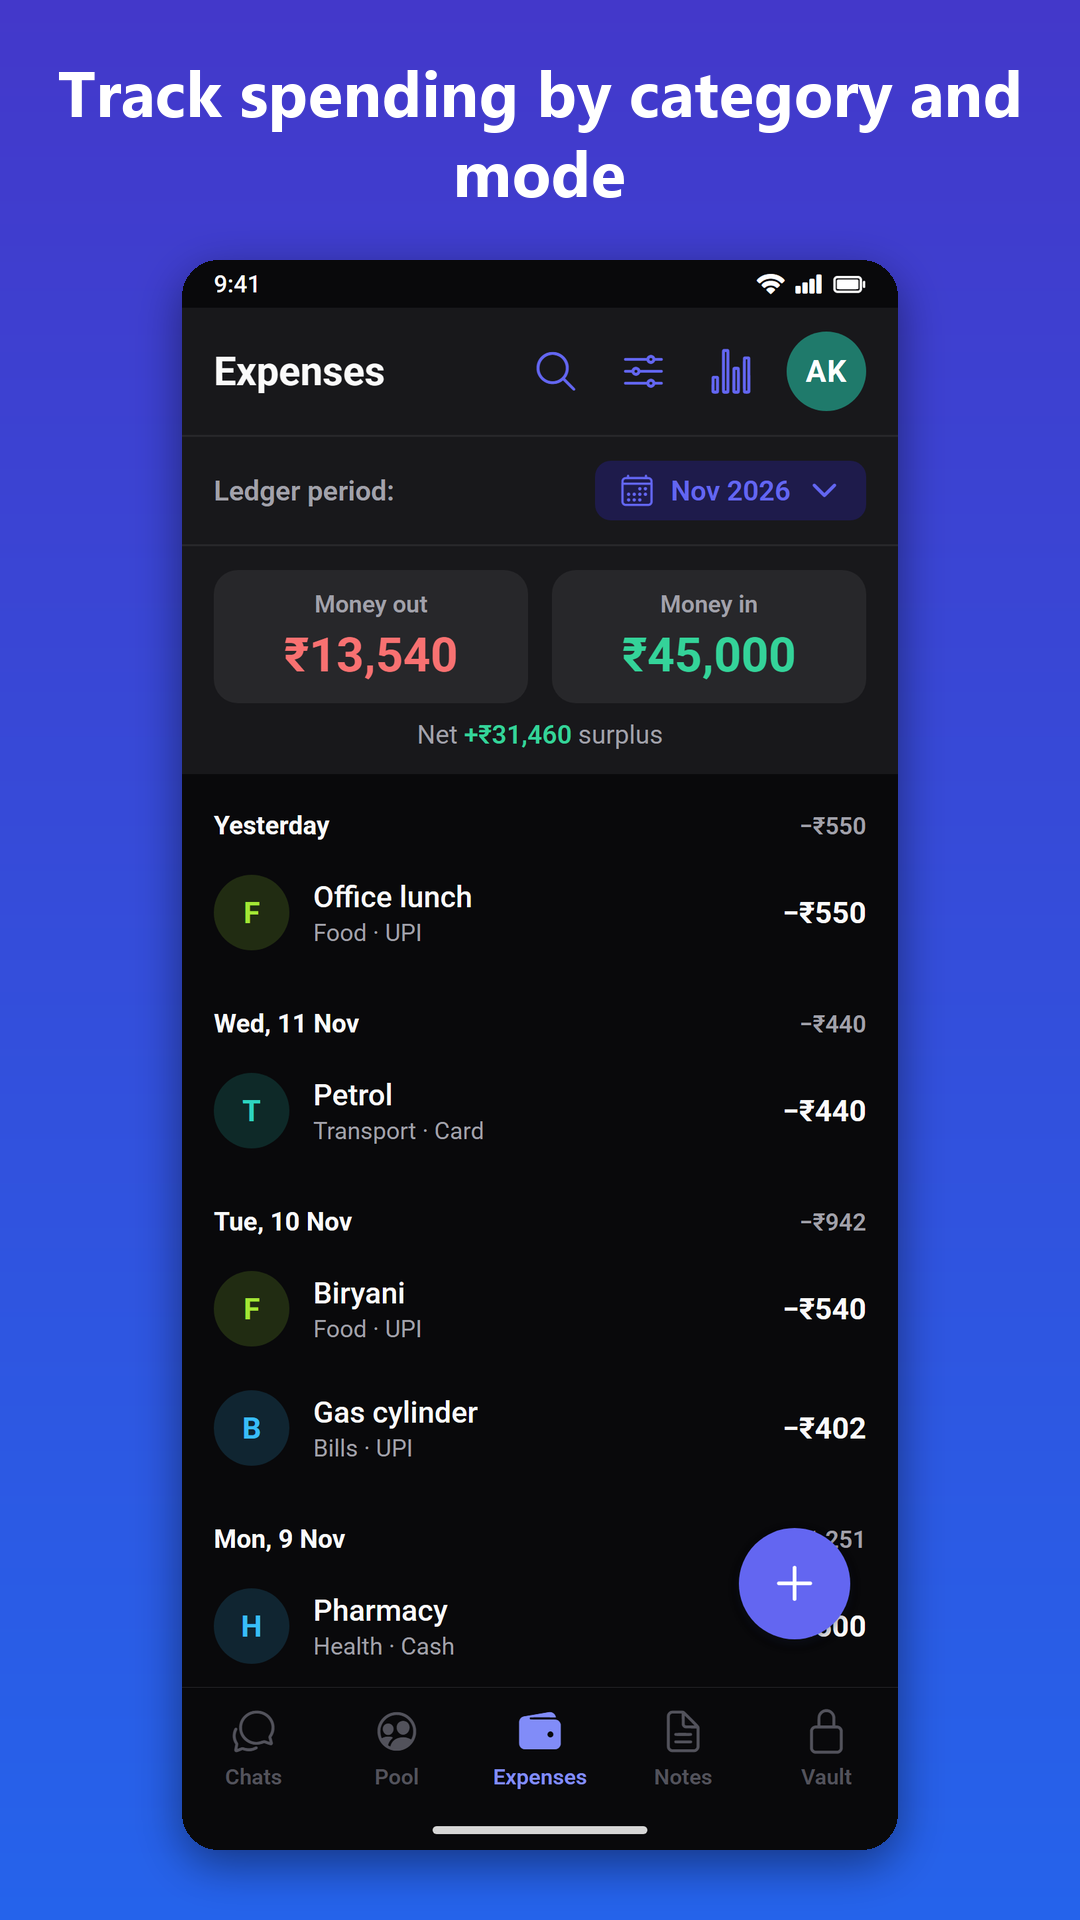 Track spending by category and
mode
9:41
Expenses
AK
Ledger period:
Nov 2026
Money out
Money in
₹13,540
₹45,000
Net +₹31,460 surplus
Yesterday
−₹550
F
Office lunch
−₹550
Food · UPI
Wed, 11 Nov
−₹440
T
Petrol
−₹440
Transport · Card
Tue, 10 Nov
−₹942
F
Biryani
−₹540
Food · UPI
B
Gas cylinder
−₹402
Bills · UPI
Mon, 9 Nov
H
Pharmacy
Health · Cash
Chats
Pool
Expenses
Notes
Vault